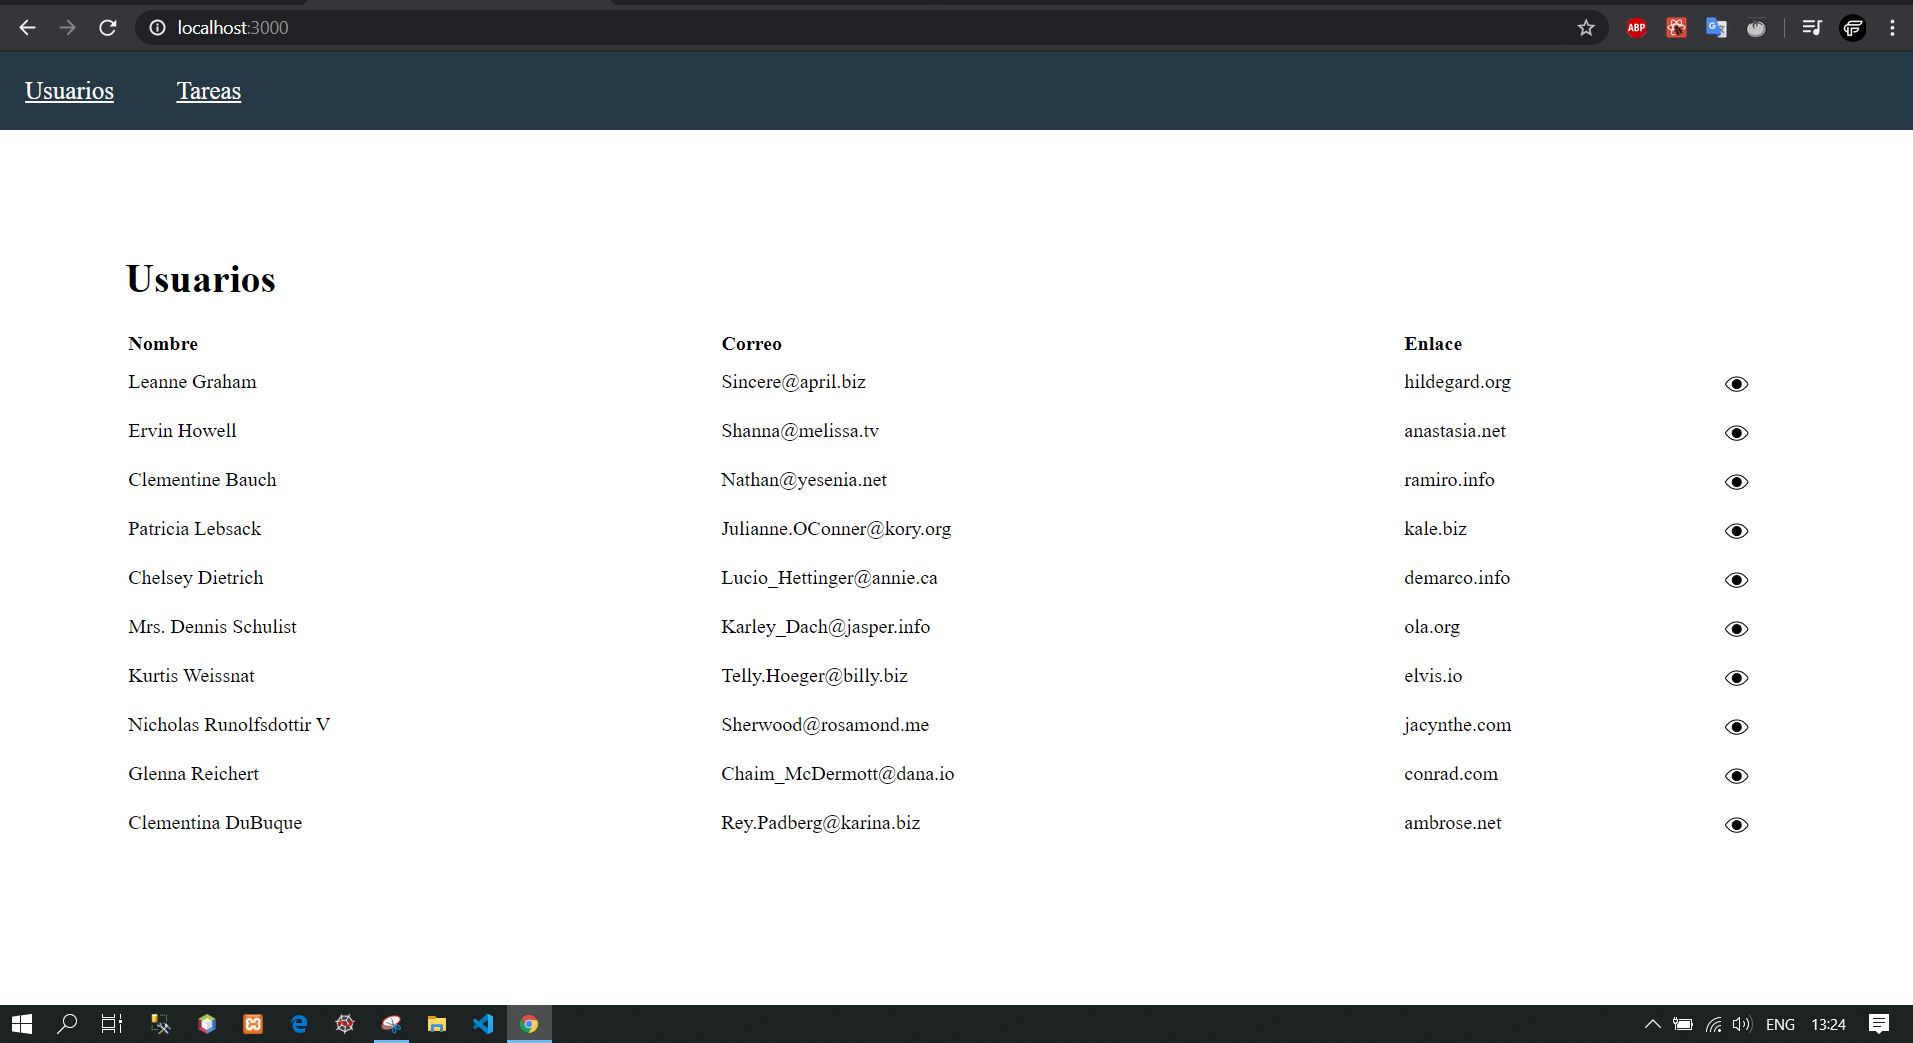 localhost:3000
ABP
Usuarios Tareas
Usuarios
Nombre Correo Enlace
Leanne Graham Sincere@april.biz hildegard.org
Ervin Howell Shanna@melissa.tv anastasia.net
Clementine Bauch Nathan@yesenia.net ramiro.info
Patricia Lebsack Julianne.OConner@kory.org kale.biz
Chelsey Dietrich Lucio_Hettinger@annie.ca demarco.info
Mrs. Dennis Schulist Karley_Dach@jasper.info ola.org
Kurtis Weissnat Telly.Hoeger@billy.biz elvis.io
Nicholas Runolfsdottir V Sherwood@rosamond.me jacynthe.com
Glenna Reichert Chaim_McDermott@dana.io conrad.com
Clementina DuBuque Rey.Padberg@karina.biz ambrose.net
ENG 13:24